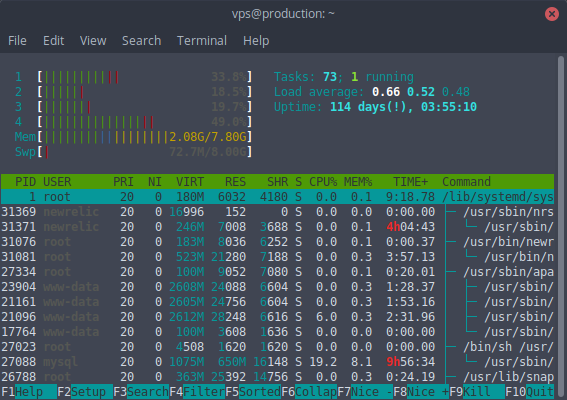 vps@production: ~
File Edit View Search Terminal Help
1 [|||||||||||| 33.8%] Tasks: 73; 1 running
2 [|||||| 18.5%] Load average: 0.66 0.52 0.48
3 [||||||| 19.7%] Uptime: 114 days(!), 03:55:10
4 [|||||||||||||||||| 49.0%]
Mem[||||||||||||||||||||2.08G/7.80G]
Swp[| 72.7M/8.00G]
PID USER PRI NI VIRT RES SHR S CPU% MEM% TIME+ Command
1 root 20 0 180M 6032 4180 S 0.0 0.1 9:18.78 /lib/systemd/sys
31369 newrelic 20 0 16996 152 0 S 0.0 0.0 0:00.00 ├─ /usr/sbin/nrs
31371 newrelic 20 0 246M 7008 3688 S 0.0 0.1 4h04:43 │ └─ /usr/sbin/
31076 root 20 0 183M 8036 6252 S 0.0 0.1 0:00.37 ├─ /usr/bin/newr
31081 root 20 0 523M 21280 7188 S 0.0 0.3 3:57.13 │ └─ /usr/bin/n
27334 root 20 0 100M 9052 7080 S 0.0 0.1 0:20.01 ├─ /usr/sbin/apa
23904 www-data 20 0 2608M 24088 6604 S 0.0 0.3 1:28.37 │ ├─ /usr/sbin/
21161 www-data 20 0 2605M 24756 6604 S 0.0 0.3 1:53.16 │ ├─ /usr/sbin/
21096 www-data 20 0 2612M 28248 6616 S 6.0 0.3 2:31.96 │ ├─ /usr/sbin/
17764 www-data 20 0 100M 3608 1636 S 0.0 0.0 0:00.00 │ └─ /usr/sbin/
27023 root 20 0 4508 1620 1620 S 0.0 0.0 0:00.00 ├─ /bin/sh /usr/
27088 mysql 20 0 1075M 650M 16148 S 19.2 8.1 9h56:34 │ └─ /usr/sbin/
26788 root 20 0 363M 25392 14756 S 0.0 0.3 0:24.19 ├─ /usr/lib/snap
F1Help F2Setup F3SearchF4FilterF5SortedF6CollapF7Nice -F8Nice +F9Kill F10Quit